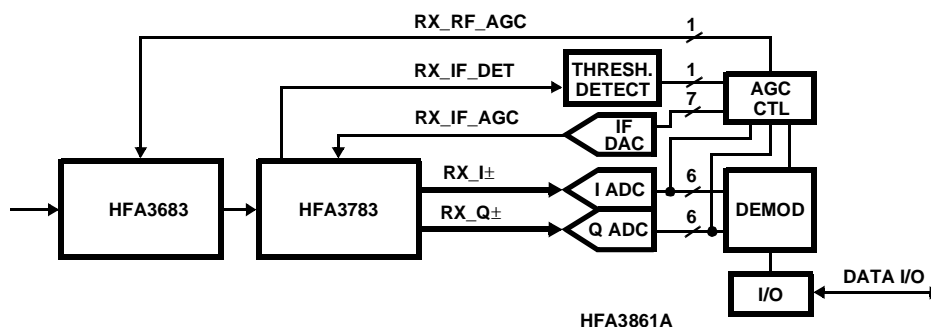 RX_RF_AGC
1
RX_IF_DET
THRESH.
DETECT
1
AGC
CTL
RX_IF_AGC
IF
DAC
7
HFA3683
HFA3783
RX_I±
I ADC
6
RX_Q±
Q ADC
6
DEMOD
I/O
DATA I/O
HFA3861A